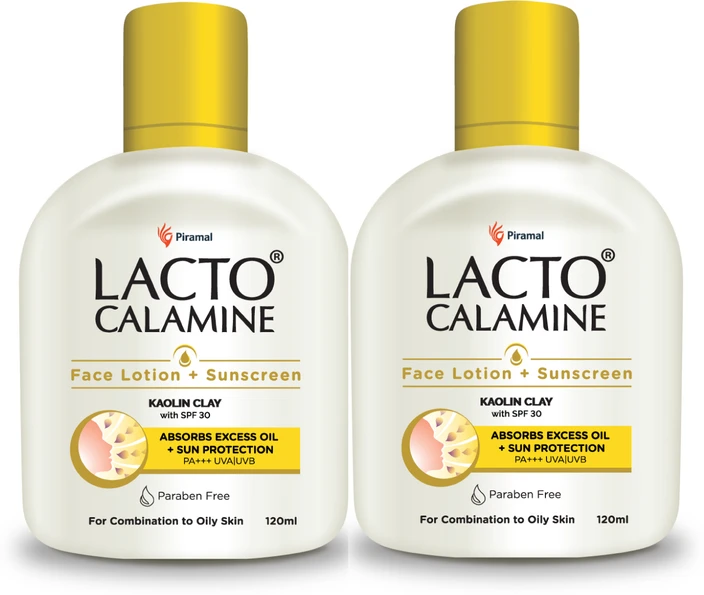 Piramal
LACTO®
CALAMINE
Face Lotion + Sunscreen
KAOLIN CLAY
with SPF 30
ABSORBS EXCESS OIL
+ SUN PROTECTION
PA+++ UVA|UVB
Paraben Free
For Combination to Oily Skin 120ml
Piramal
LACTO®
CALAMINE
Face Lotion + Sunscreen
KAOLIN CLAY
with SPF 30
ABSORBS EXCESS OIL
+ SUN PROTECTION
PA+++ UVA|UVB
Paraben Free
For Combination to Oily Skin 120ml